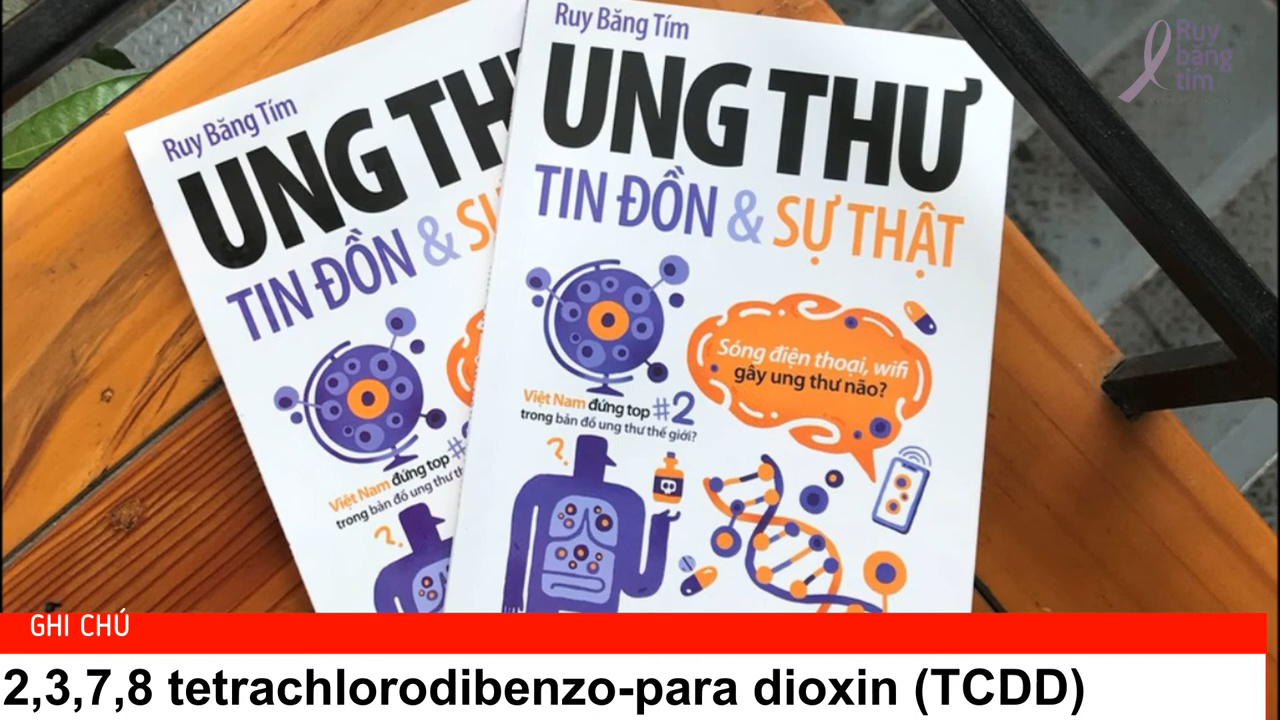 Ruy Băng Tím
UNG THƯ
TIN ĐỒN & SỰ THẬT
Sóng điện thoại, wifi
gây ung thư não?
Việt Nam đứng top #2
trong bản đồ ung thư thế giới?
Ruy Băng Tím
UNG TH
TIN ĐỒN &
Việt Nam đứng top #
trong bản đồ ung thư
Ruy
băng
tím
GHI CHÚ
2,3,7,8 tetrachlorodibenzo-para dioxin (TCDD)